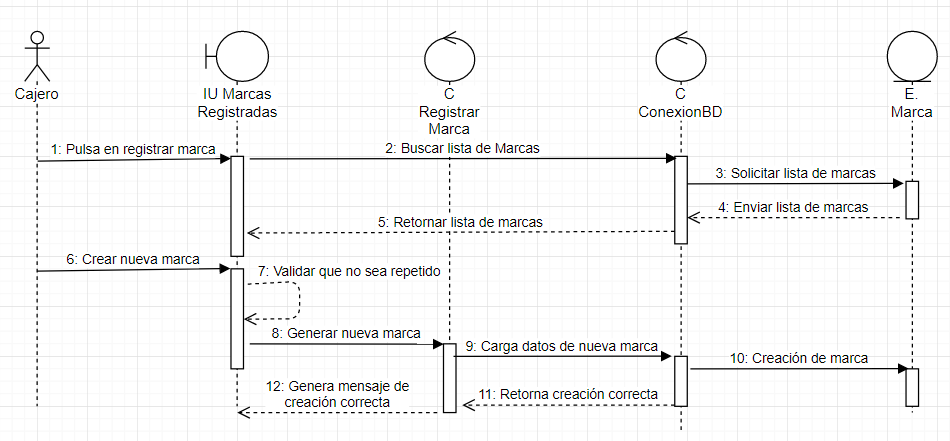 Cajero
IU Marcas
Registradas
C
Registrar
Marca
C
ConexionBD
E.
Marca
1: Pulsa en registrar marca
2: Buscar lista de Marcas
3: Solicitar lista de marcas
4: Enviar lista de marcas
5: Retornar lista de marcas
6: Crear nueva marca
7: Validar que no sea repetido
8: Generar nueva marca
9: Carga datos de nueva marca
10: Creación de marca
11: Retorna creación correcta
12: Genera mensaje de
creación correcta